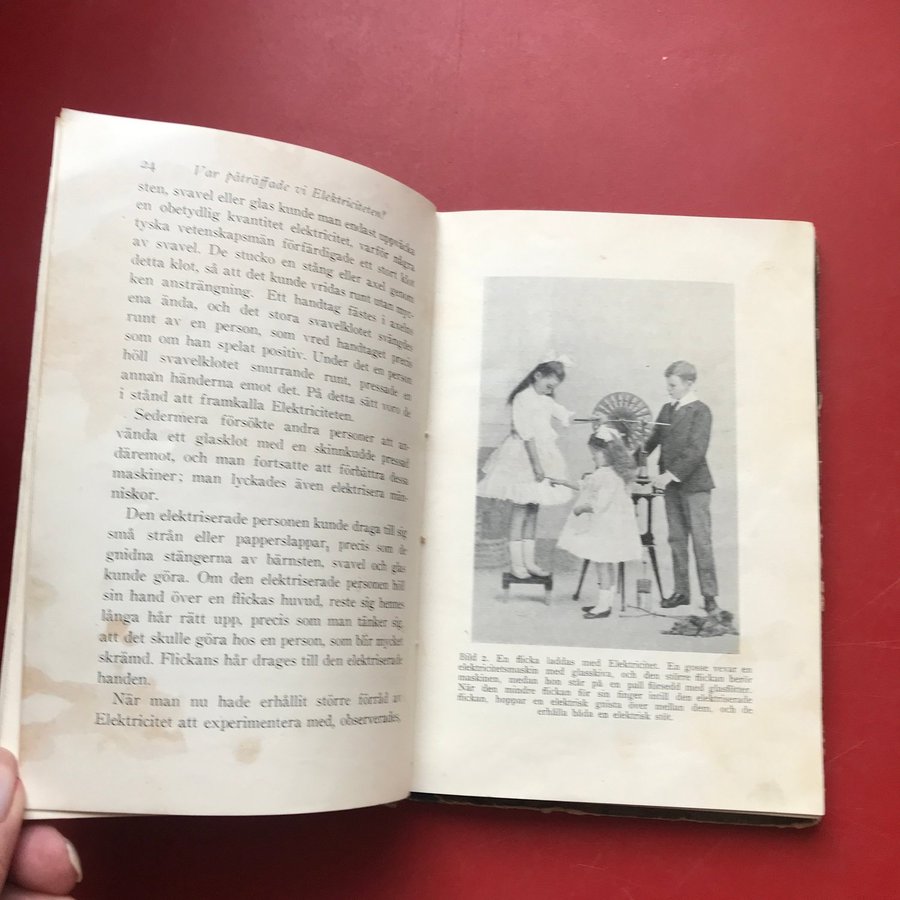 24 Var påträffade vi Elektriciteten?
sten, svavel eller glas kunde man endast uppväcka
en obetydlig kvantitet elektricitet, varför några
tyska vetenskapsmän förfärdigade ett stort klot
av svavel. De stucko en stång eller axel genom
detta klot, så att det kunde vridas runt utan myc-
ken ansträngning. Ett handtag fästes i axelns
ena ända, och det stora svavelklotet svängdes
runt av en person, som vred handtaget precis
som om han spelat positiv. Under det en person
höll svavelklotet snurrande runt, pressade en
annan händerna emot det. På detta sätt voro de
i stånd att framkalla Elektriciteten.
Sedermera försökte andra personer att an-
vända ett glasklot med en skinnkudde pressad
däremot, och man fortsatte att förbättra dessa
maskiner; man lyckades även elektrisera män-
niskor.
Den elektriserade personen kunde draga till sig
små strån eller papperslappar, precis som de
gnidna stängerna av bärnsten, svavel och glas
kunde göra. Om den elektriserade personen höll
sin hand över en flickas huvud, reste sig hennes
långa hår rätt upp, precis som man tänker sig,
att det skulle göra hos en person, som blir mycket
skrämd. Flickans hår drages till den elektriserade
handen.
När man nu hade erhållit större förråd av
Elektricitet att experimentera med, observerades,
Bild 2. En flicka laddas med Elektricitet. En gosse vevar en
elektricitetsmaskin med glasskiva, och den större flickan berör
maskinen, medan hon står på en pall försedd med glasfötter.
När den mindre flickan för sin finger intill den elektriserade
flickan, hoppar en elektrisk gnista över mellan dem, och de
erhålla båda en elektrisk stöt.